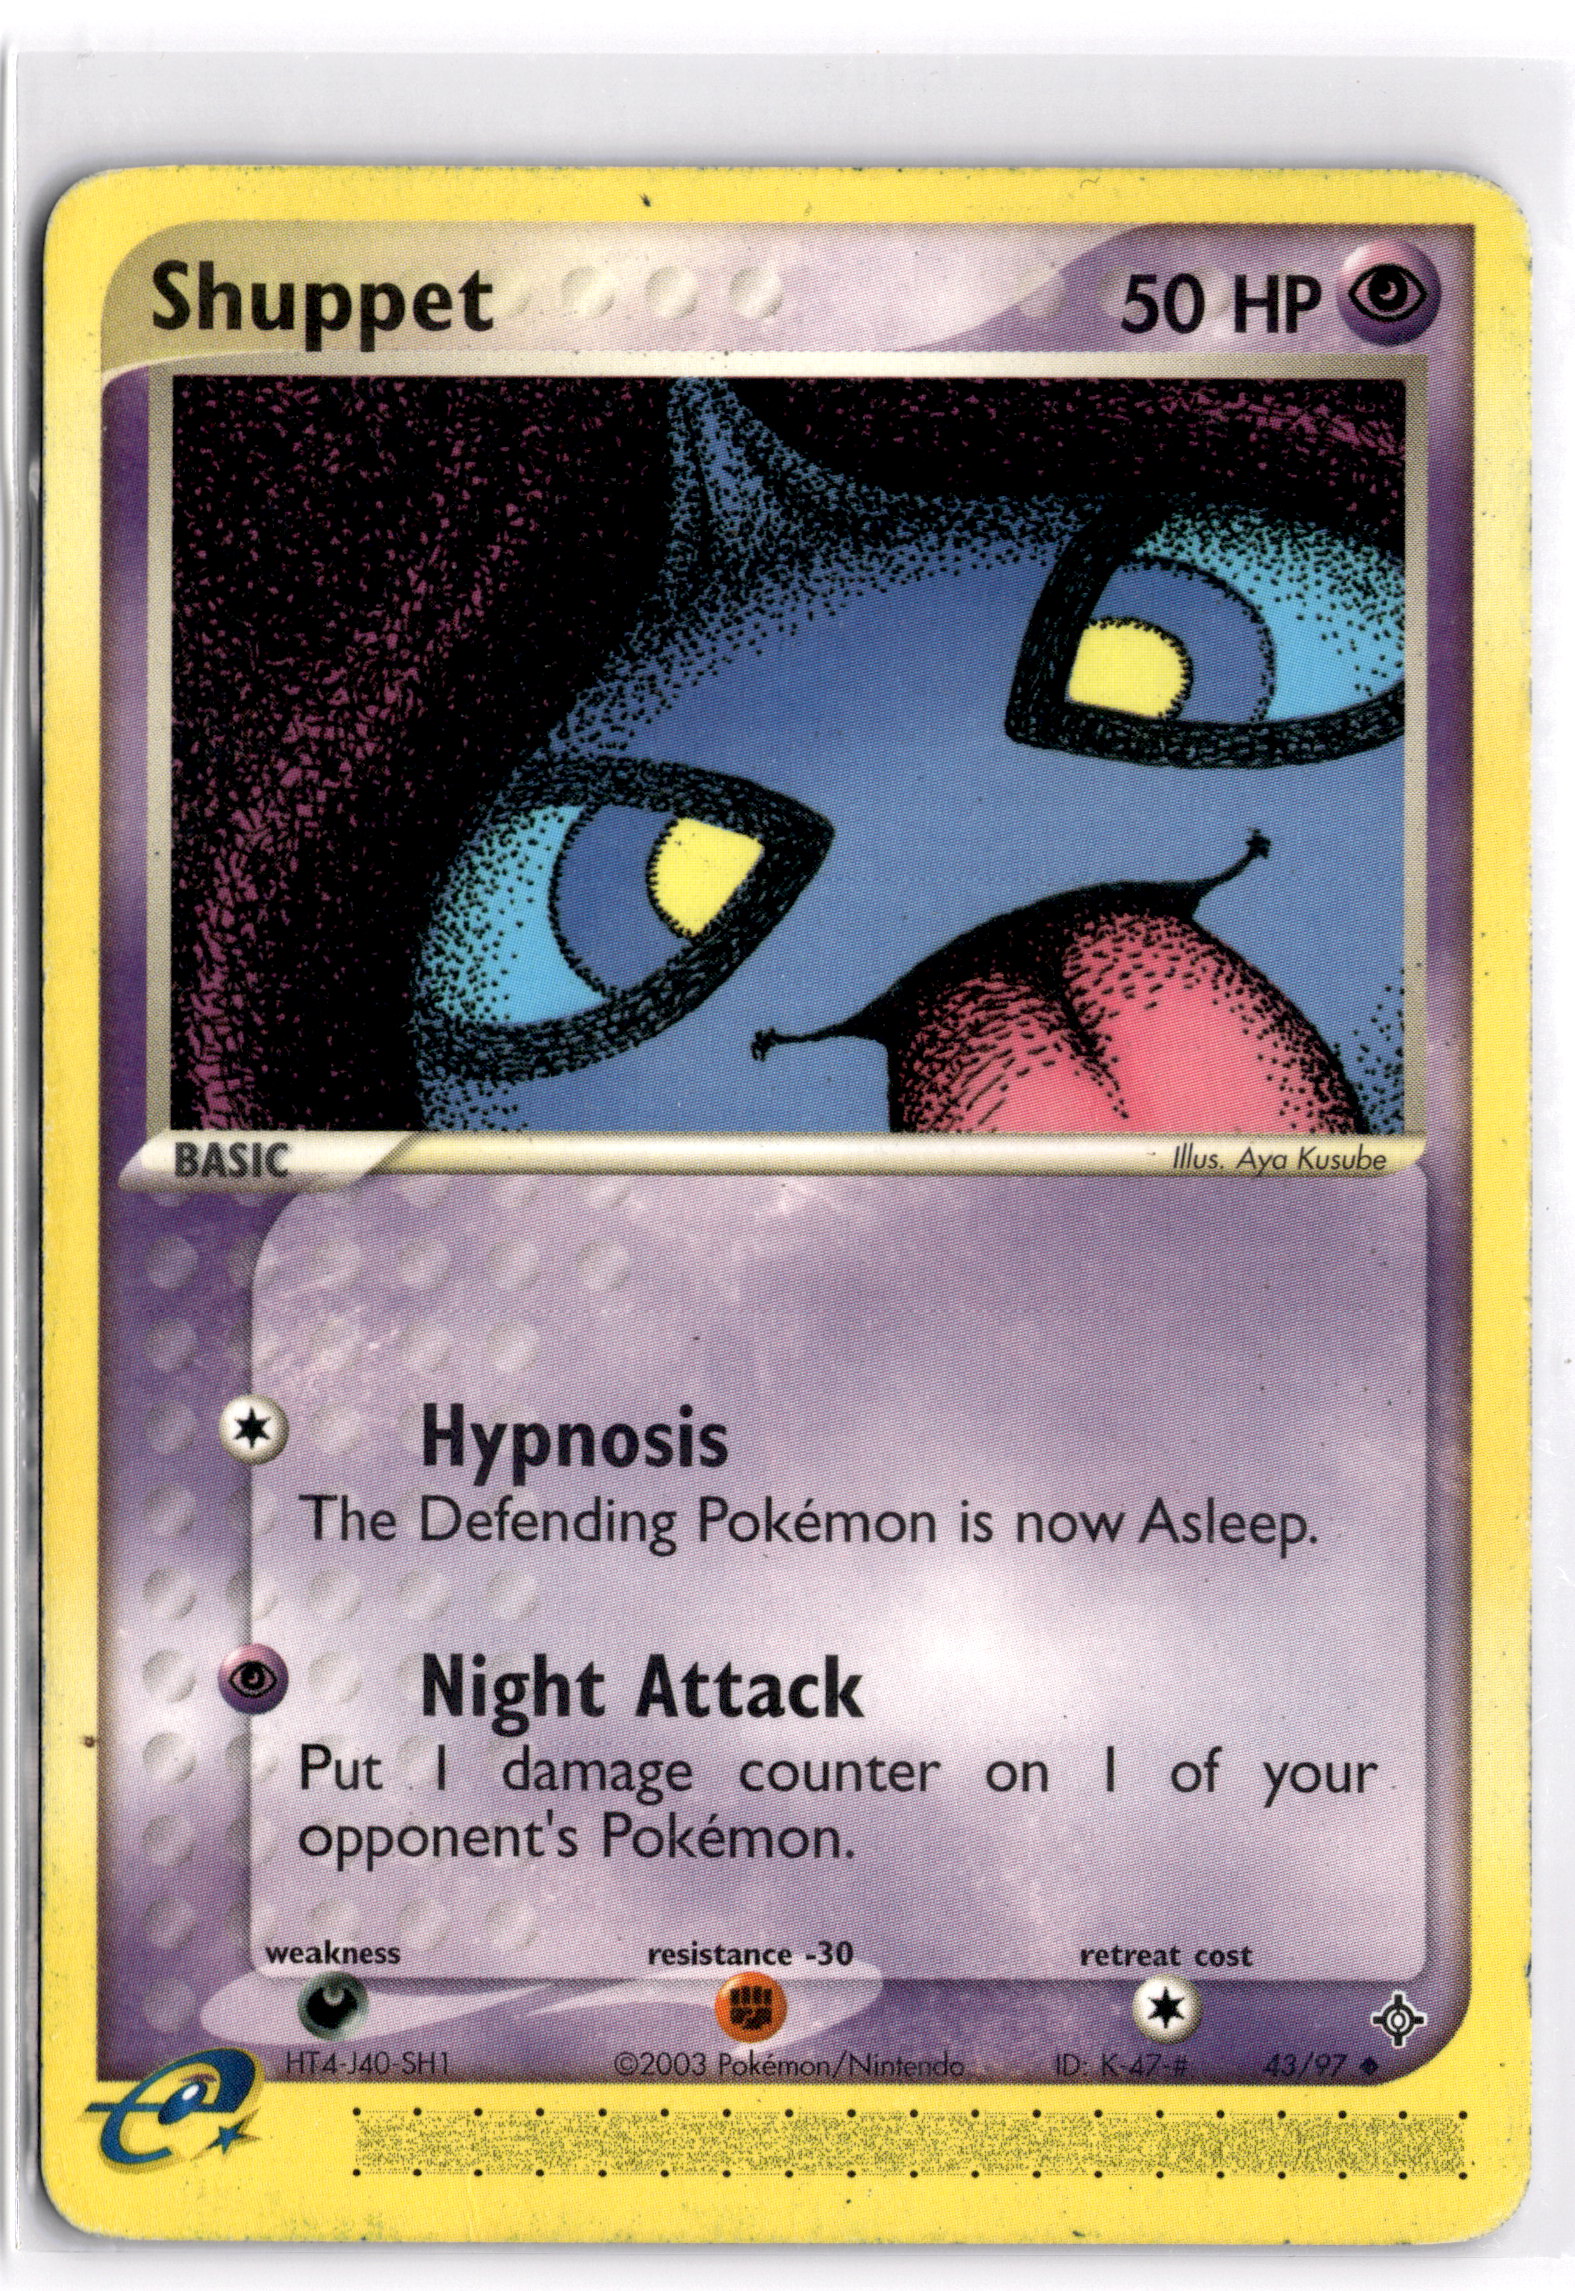 Shuppet
50 HP
BASIC
Illus. Aya Kusube
Hypnosis
The Defending Pokémon is now Asleep.
Night Attack
Put 1 damage counter on 1 of your
opponent's Pokémon.
weakness
resistance -30
retreat cost
HT4-J40-SH1
©2003 Pokémon/Nintendo
ID: K-47-#
43/97